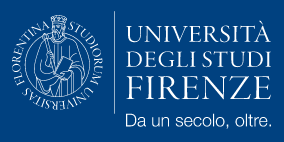 FLORENTINA STUDIORUM UNIVERSITAS
UNIVERSITÀ
DEGLI STUDI
FIRENZE
Da un secolo, oltre.